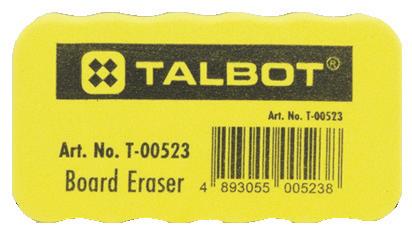 TALBOT®
Art. No. T-00523
Art. No. T-00523
Board Eraser
4 893055 005238